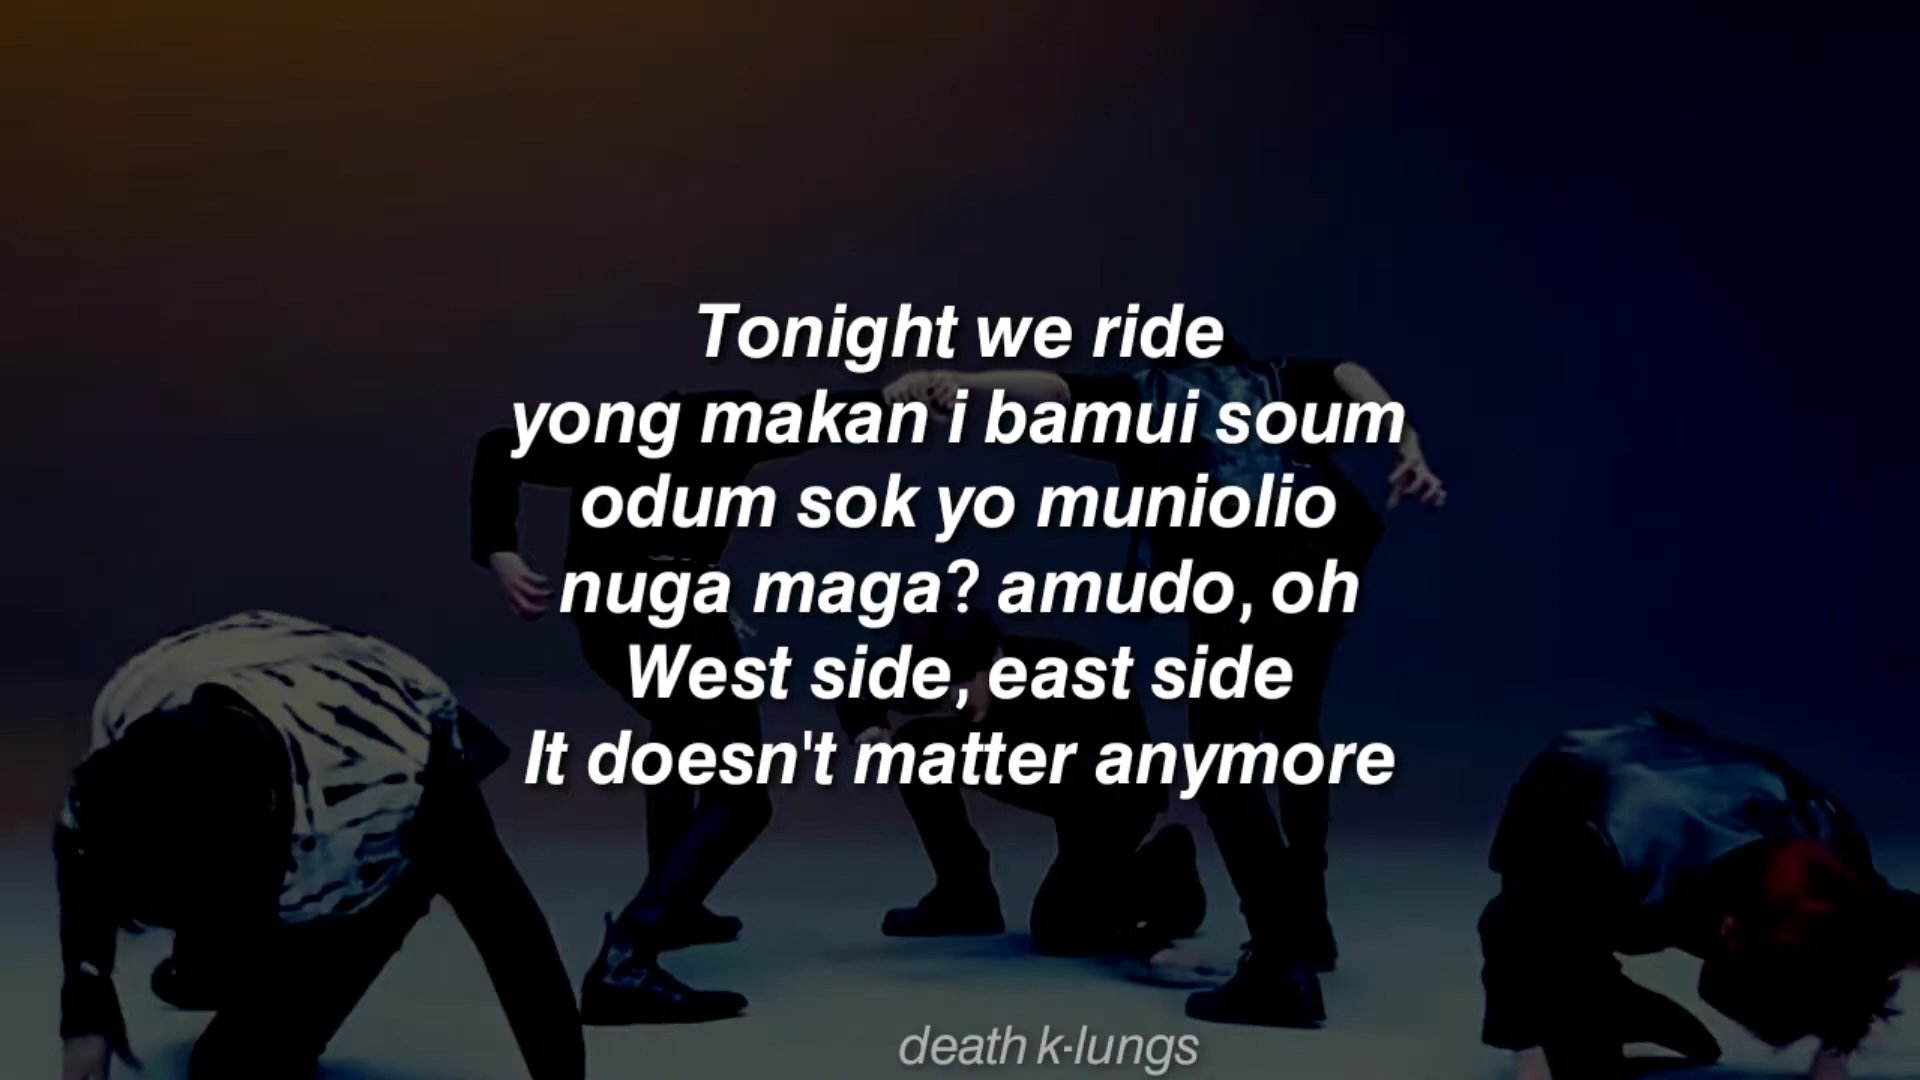 Tonight we ride
yong makan i bamui soum
odum sok yo muniolio
nuga maga? amudo, oh
West side, east side
It doesn't matter anymore
death k-lungs